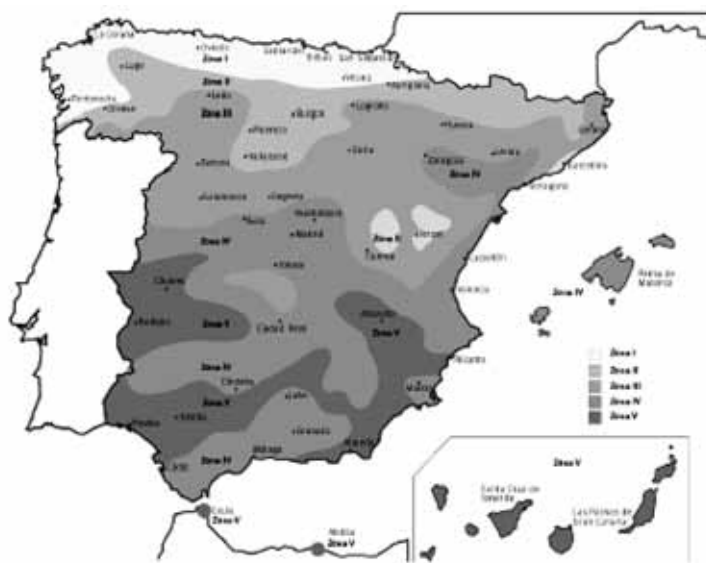 La Coruña
Oviedo
Santander
Bilbao
San Sebastián
Zona I
Lugo
Vitoria
Pamplona
Zona II
León
Pontevedra
Orense
Zona III
Burgos
Logroño
Huesca
Palencia
Gerona
Soria
Zaragoza
Lérida
Zamora
Valladolid
Barcelona
Zona IV
Tarragona
Salamanca
Segovia
Guadalajara
Ávila
Madrid
Zona II
Teruel
Zona IV
Cuenca
Castellón
Toledo
Palma de
Mallorca
Zona IV
Cáceres
Valencia
Albacete
Badajoz
Zona V
Ciudad Real
Zona V
Alicante
Zona IV
Murcia
Córdoba
Jaén
Zona V
Sevilla
Huelva
Granada
Almería
Málaga
Cádiz
Zona IV
Zona I
Zona II
Zona III
Zona IV
Zona V
Ceuta
Zona V
Melilla
Zona V
Zona V
Santa Cruz de
Tenerife
Las Palmas de
Gran Canaria